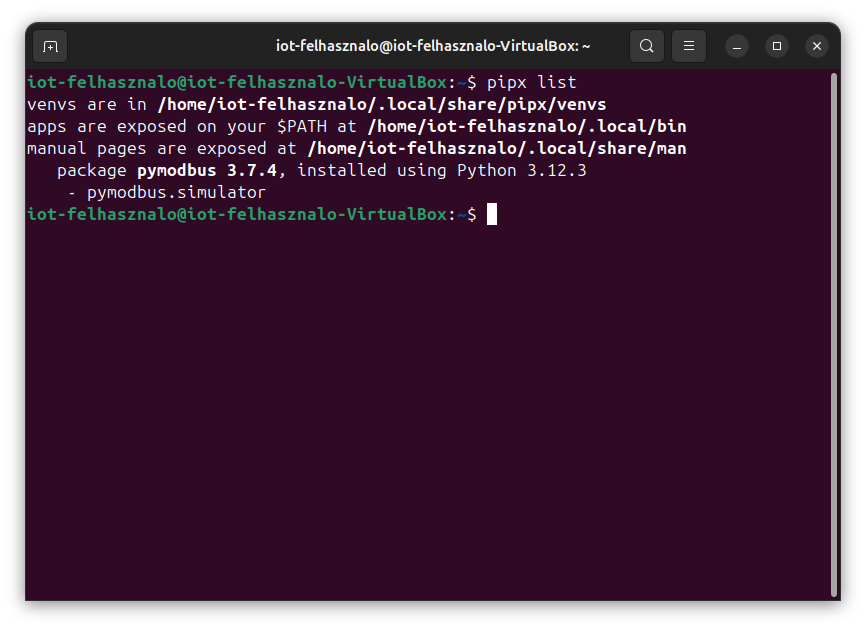 iot-felhasznalo@iot-felhasznalo-VirtualBox: ~
iot-felhasznalo@iot-felhasznalo-VirtualBox:~$ pipx list
venvs are in /home/iot-felhasznalo/.local/share/pipx/venvs
apps are exposed on your $PATH at /home/iot-felhasznalo/.local/bin
manual pages are exposed at /home/iot-felhasznalo/.local/share/man
   package pymodbus 3.7.4, installed using Python 3.12.3
    - pymodbus.simulator
iot-felhasznalo@iot-felhasznalo-VirtualBox:~$